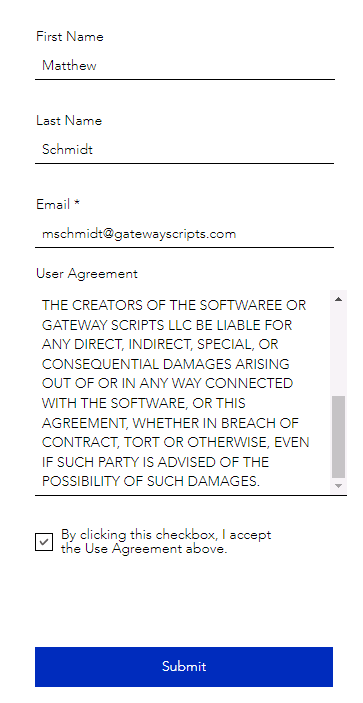 First Name
Matthew
Last Name
Schmidt
Email *
mschmidt@gatewayscripts.com
User Agreement
THE CREATORS OF THE SOFTWAREE OR
GATEWAY SCRIPTS LLC BE LIABLE FOR
ANY DIRECT, INDIRECT, SPECIAL, OR
CONSEQUENTIAL DAMAGES ARISING
OUT OF OR IN ANY WAY CONNECTED
WITH THE SOFTWARE, OR THIS
AGREEMENT, WHETHER IN BREACH OF
CONTRACT, TORT OR OTHERWISE, EVEN
IF SUCH PARTY IS ADVISED OF THE
POSSIBILITY OF SUCH DAMAGES.
By clicking this checkbox, I accept
the Use Agreement above.
Submit